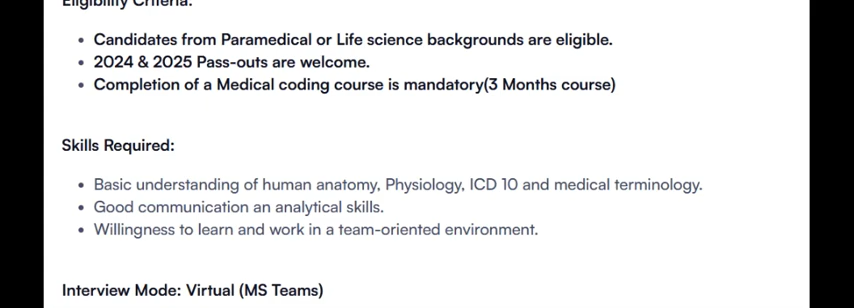 Eligibility Criteria:
Candidates from Paramedical or Life science backgrounds are eligible.
2024 & 2025 Pass-outs are welcome.
Completion of a Medical coding course is mandatory(3 Months course)
Skills Required:
Basic understanding of human anatomy, Physiology, ICD 10 and medical terminology.
Good communication an analytical skills.
Willingness to learn and work in a team-oriented environment.
Interview Mode: Virtual (MS Teams)